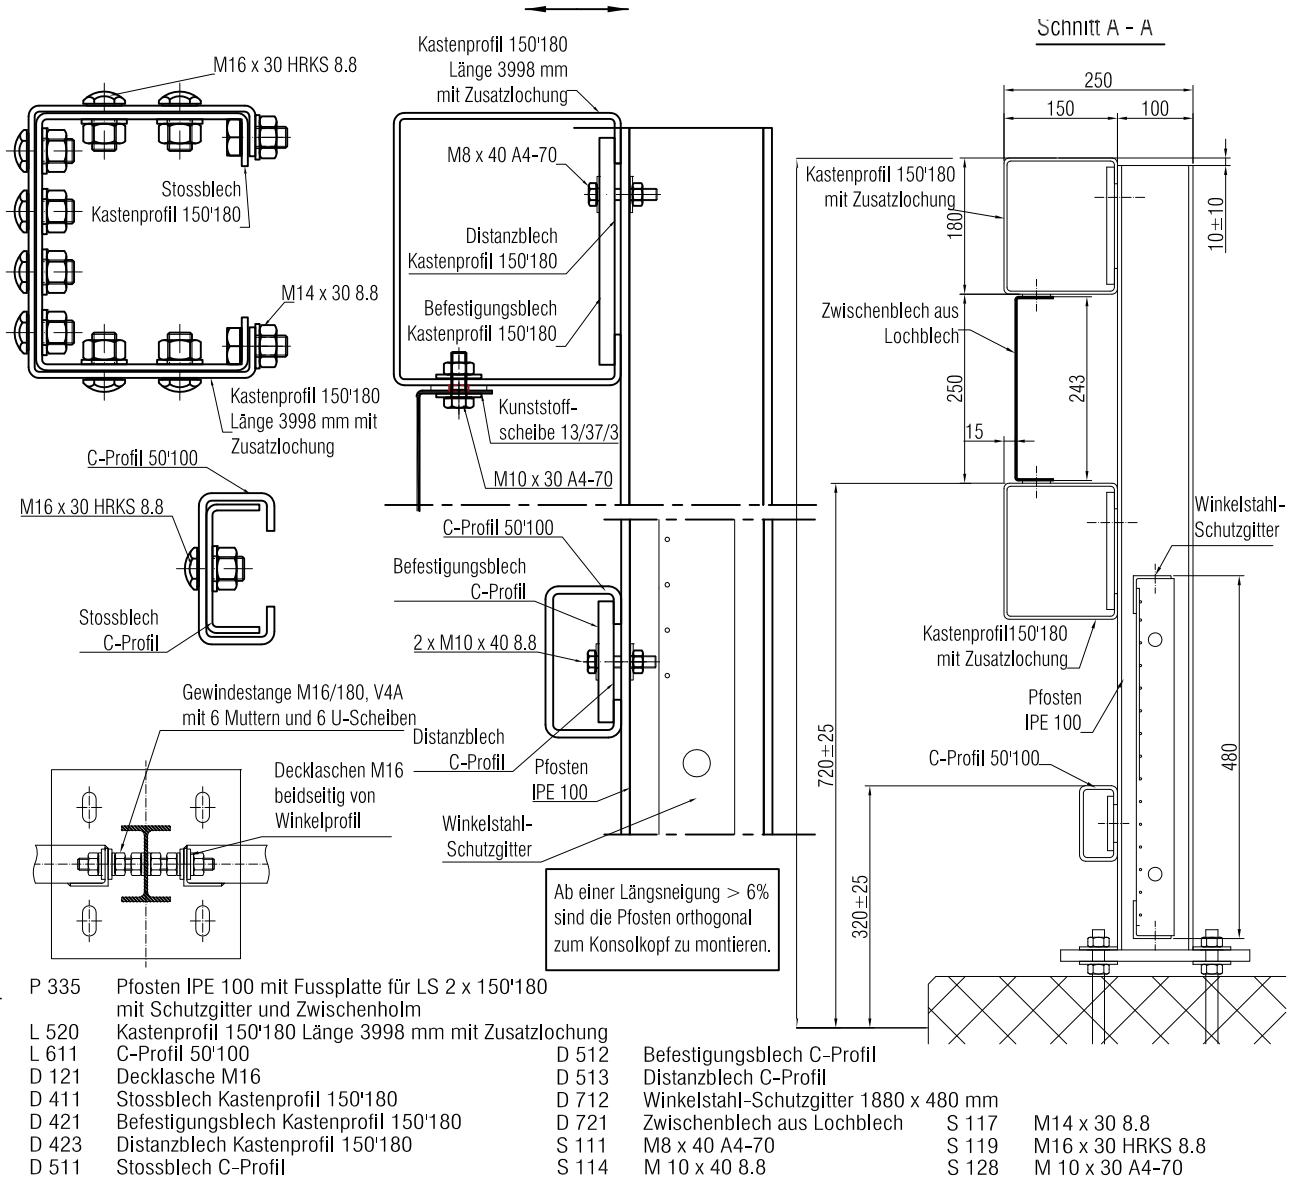 Schnitt A - A
M16 x 30 HRKS 8.8
Stossblech
Kastenprofil 150'180
M14 x 30 8.8
Kastenprofil 150'180
Länge 3998 mm mit
Zusatzlochung
C-Profil 50'100
M16 x 30 HRKS 8.8
Stossblech
C-Profil
Gewindestange M16/180, V4A
mit 6 Muttern und 6 U-Scheiben
Decklaschen M16
beidseitig von
Winkelprofil
Kastenprofil 150'180
Länge 3998 mm
mit Zusatzlochung
M8 x 40 A4-70
Distanzblech
Kastenprofil 150'180
Befestigungsblech
Kastenprofil 150'180
Kunststoff-
scheibe 13/37/3
M10 x 30 A4-70
C-Profil 50'100
Befestigungsblech
C-Profil
2 x M10 x 40 8.8
Distanzblech
C-Profil
Pfosten
IPE 100
Winkelstahl-
Schutzgitter
Ab einer Längsneigung > 6%
sind die Pfosten orthogonal
zum Konsolkopf zu montieren.
250
150
100
Kastenprofil 150'180
mit Zusatzlochung
180
10±10
Zwischenblech aus
Lochblech
250
243
15
Winkelstahl-
Schutzgitter
Kastenprofil150'180
mit Zusatzlochung
Pfosten
IPE 100
C-Profil 50'100
720±25
320±25
480
P 335 Pfosten IPE 100 mit Fussplatte für LS 2 x 150'180
mit Schutzgitter und Zwischenholm
L 520 Kastenprofil 150'180 Länge 3998 mm mit Zusatzlochung
L 611 C-Profil 50'100
D 121 Decklasche M16
D 411 Stossblech Kastenprofil 150'180
D 421 Befestigungsblech Kastenprofil 150'180
D 423 Distanzblech Kastenprofil 150'180
D 511 Stossblech C-Profil
D 512 Befestigungsblech C-Profil
D 513 Distanzblech C-Profil
D 712 Winkelstahl-Schutzgitter 1880 x 480 mm
D 721 Zwischenblech aus Lochblech
S 111 M8 x 40 A4-70
S 114 M 10 x 40 8.8
S 117 M14 x 30 8.8
S 119 M16 x 30 HRKS 8.8
S 128 M 10 x 30 A4-70